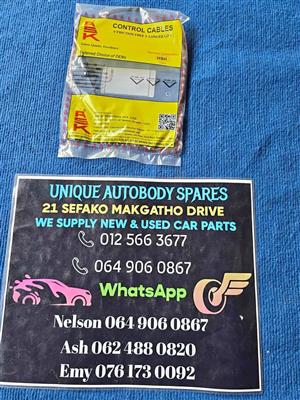 ASK
CONTROL CABLES
UNIQUE AUTOBODY SPARES
21 SEFAKO MAKGATHO DRIVE
WE SUPPLY NEW & USED CAR PARTS
012 566 3677
064 906 0867
WhatsApp
Nelson 064 906 0867
Ash 062 488 0820
Emy 076 173 0092